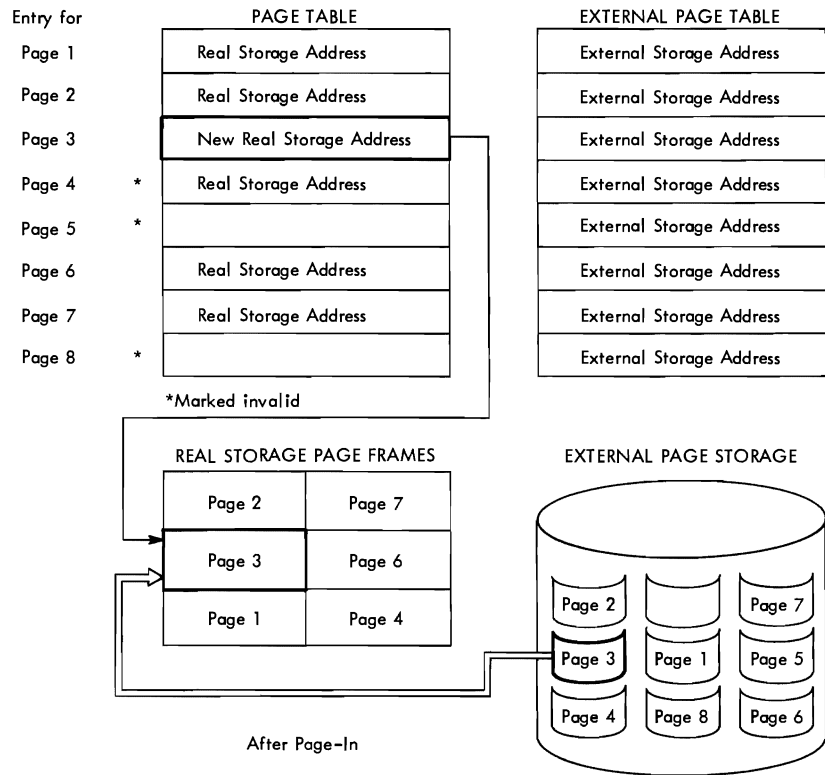 Entry for PAGE TABLE EXTERNAL PAGE TABLE
Page 1 Real Storage Address External Storage Address
Page 2 Real Storage Address External Storage Address
Page 3 New Real Storage Address External Storage Address
Page 4 * Real Storage Address External Storage Address
Page 5 * External Storage Address
Page 6 Real Storage Address External Storage Address
Page 7 Real Storage Address External Storage Address
Page 8 * External Storage Address
*Marked invalid
REAL STORAGE PAGE FRAMES EXTERNAL PAGE STORAGE
Page 2 Page 7
Page 3 Page 6
Page 1 Page 4
Page 2 Page 7
Page 3 Page 1 Page 5
Page 4 Page 8 Page 6
After Page-In